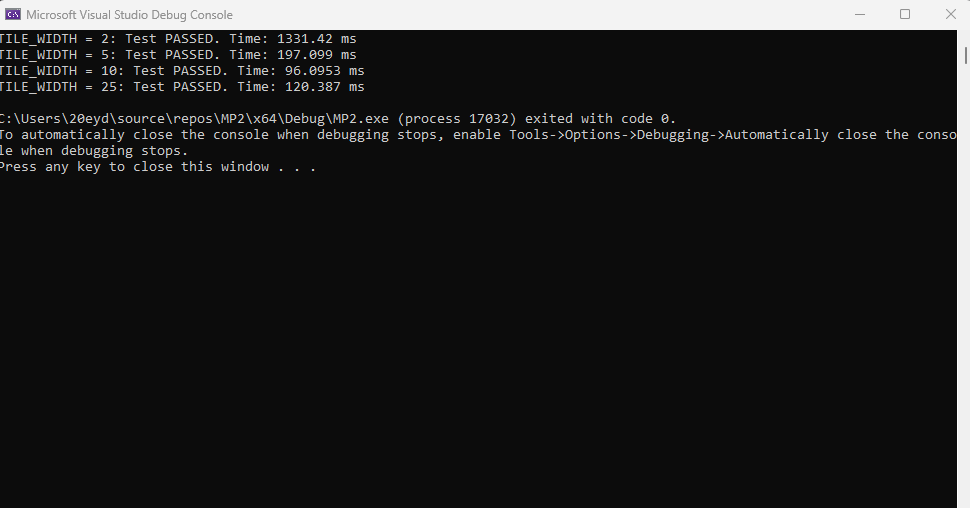 Microsoft Visual Studio Debug Console
TILE_WIDTH = 2: Test PASSED. Time: 1331.42 ms
TILE_WIDTH = 5: Test PASSED. Time: 197.099 ms
TILE_WIDTH = 10: Test PASSED. Time: 96.0953 ms
TILE_WIDTH = 25: Test PASSED. Time: 120.387 ms
C:\Users\20eyd\source\repos\MP2\x64\Debug\MP2.exe (process 17032) exited with code 0.
To automatically close the console when debugging stops, enable Tools->Options->Debugging->Automatically close the conso
le when debugging stops.
Press any key to close this window . . .